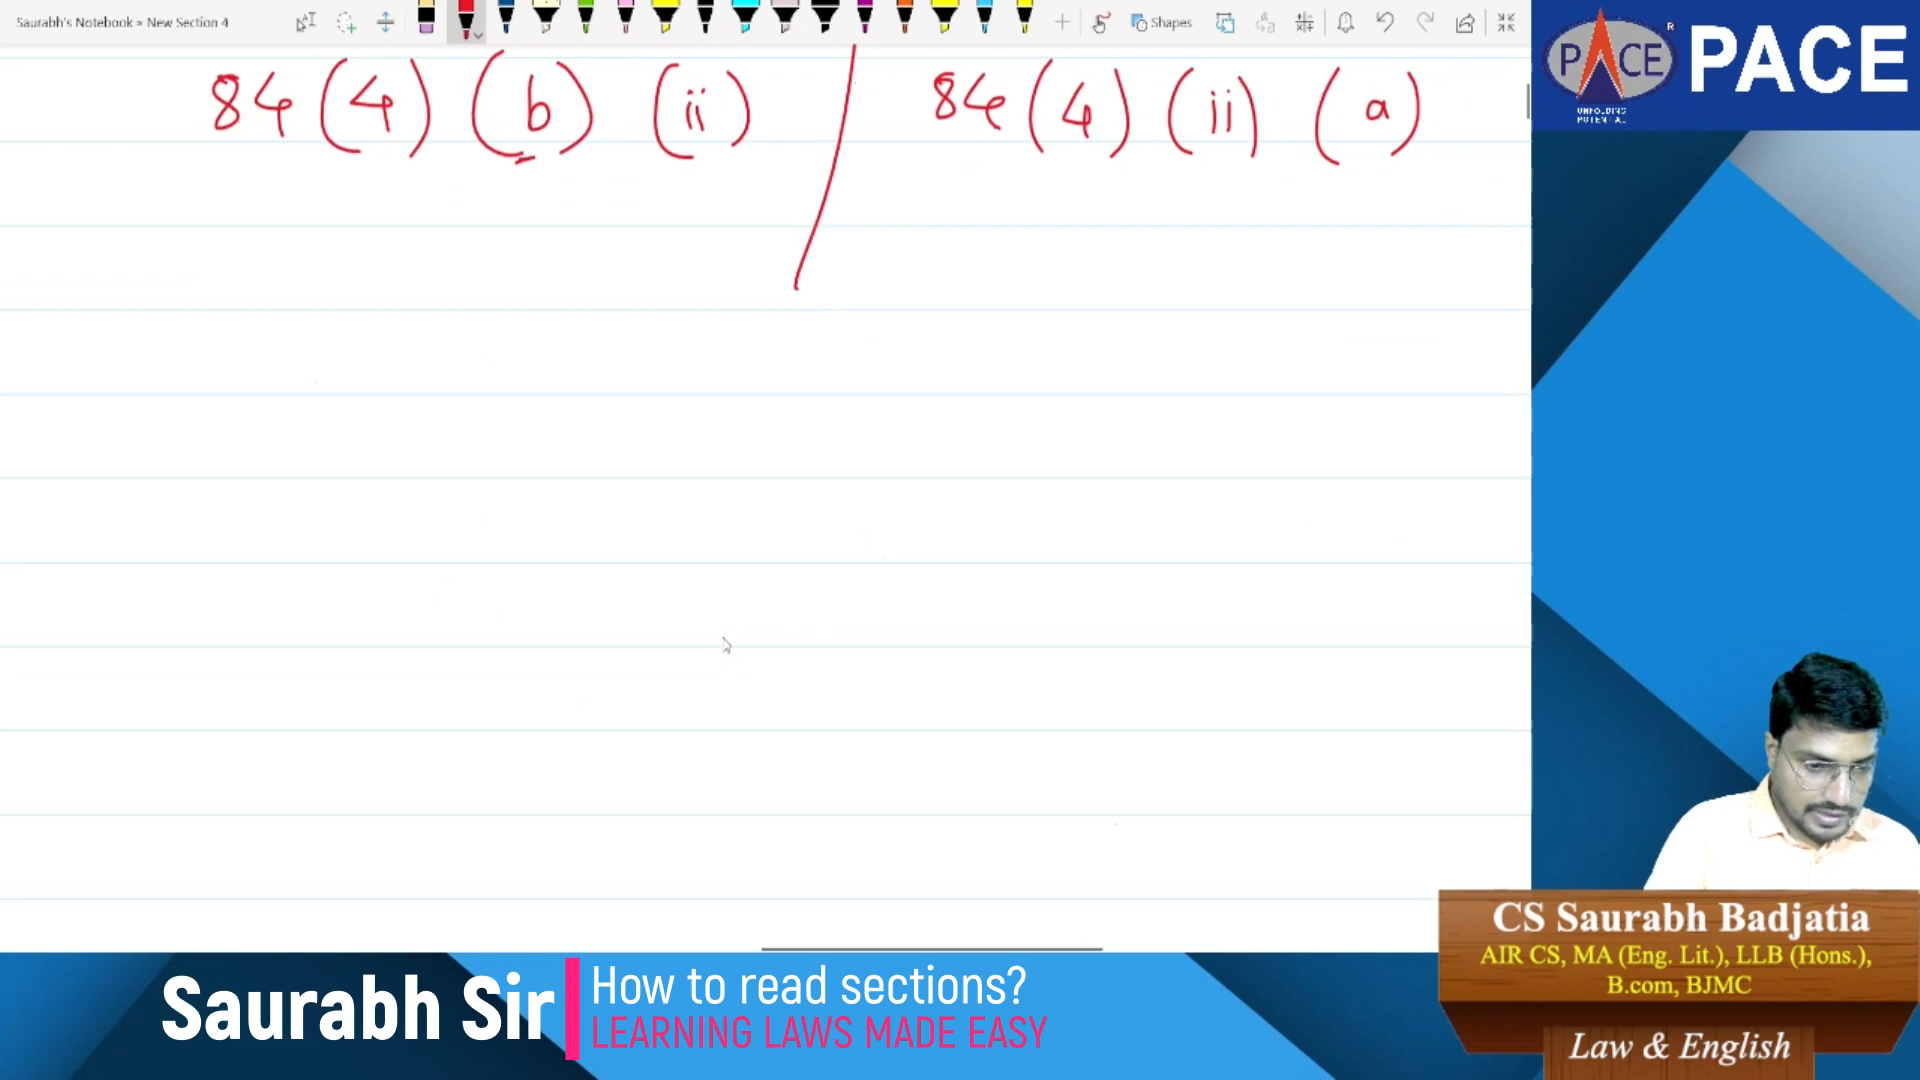 Saurabh's Notebook » New Section 4
Shapes
84 (4) (b) (ii) / 84 (4) (ii) (a)
PACE
UNFOLDING
POTENTIAL
R
PACE
CS Saurabh Badjatia
AIR CS, MA (Eng. Lit.), LLB (Hons.),
B.com, BJMC
Law & English
Saurabh Sir
How to read sections?
LEARNING LAWS MADE EASY